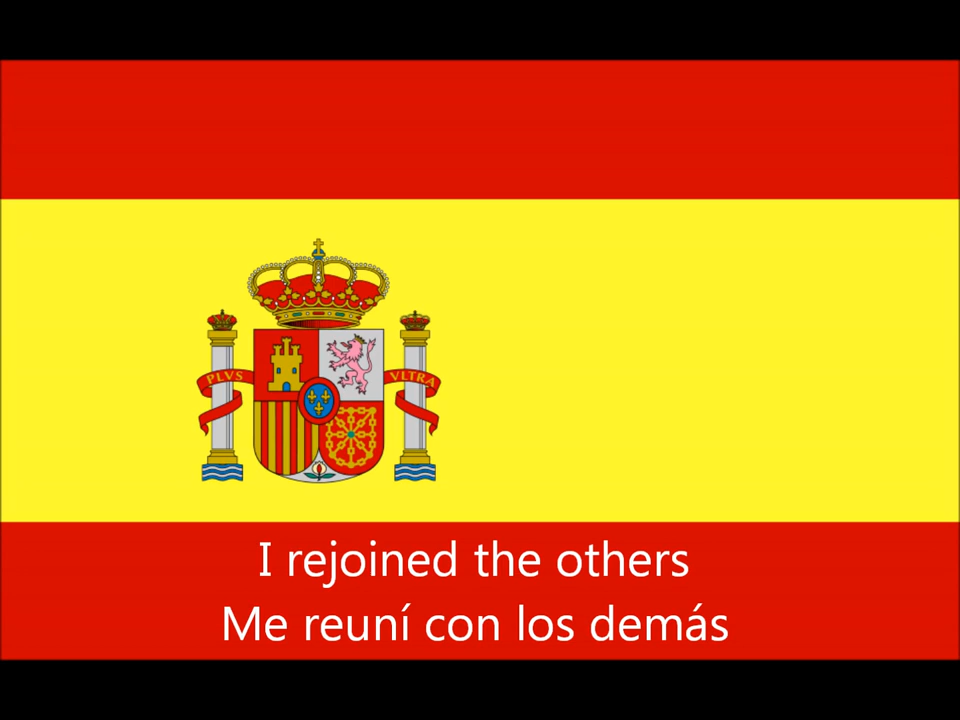 PLVS VLTRA
I rejoined the others
Me reuní con los demás